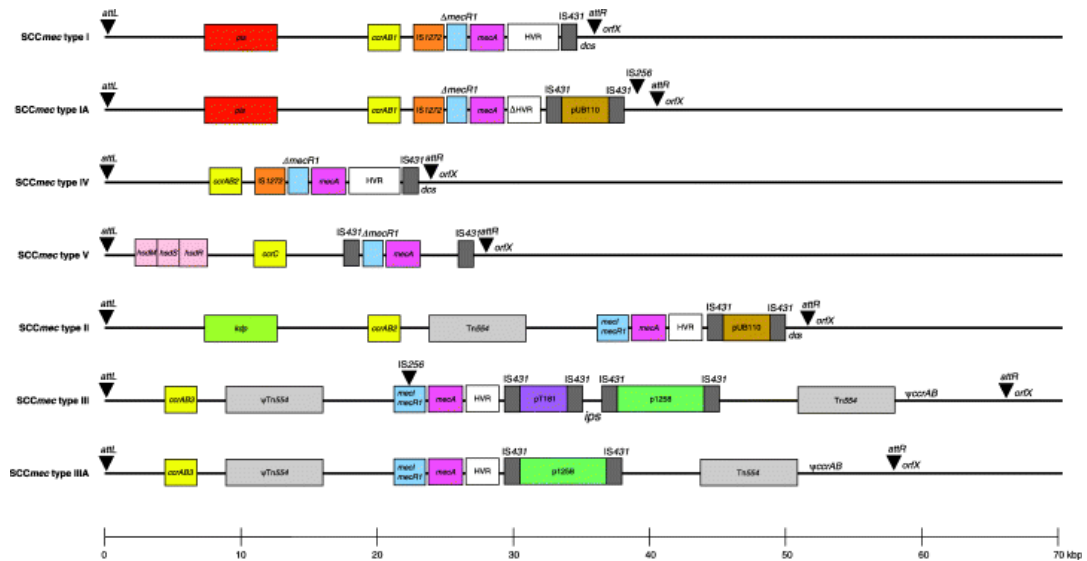 IS431
ΔmecR1 attR
attL orfX
SCCmec type I pls ccrAB1 IS1272 mecA HVR
dcs
IS256
attL ΔmecR1 IS431 IS431 attR
orfX
SCCmec type IA pls ccrAB1 IS1272 mecA ΔHVR pUB110
attL ΔmecR1 IS431 attR
orfX
SCCmec type IV ccrAB2 IS1272 mecA HVR
dcs
attL IS431 ΔmecR1 IS431 attR
orfX
SCCmec type V hsdM hsdS hsdR ccrC mecA
attL IS431 IS431 attR
orfX
SCCmec type II kdp ccrAB2 Tn554 mecI mecR1 mecA HVR pUB110
dcs
IS256
attL IS431 IS431 IS431 IS431 attR
ψccrAB orfX
SCCmec type III ccrAB3 ψTn554 mecI mecR1 mecA HVR pT181 p1258 Tn554
ips
attL IS431 IS431 attR
ψccrAB orfX
SCCmec type IIIA ccrAB3 ψTn554 mecI mecR1 mecA HVR p1258 Tn554
0 10 20 30 40 50 60 70 kbp